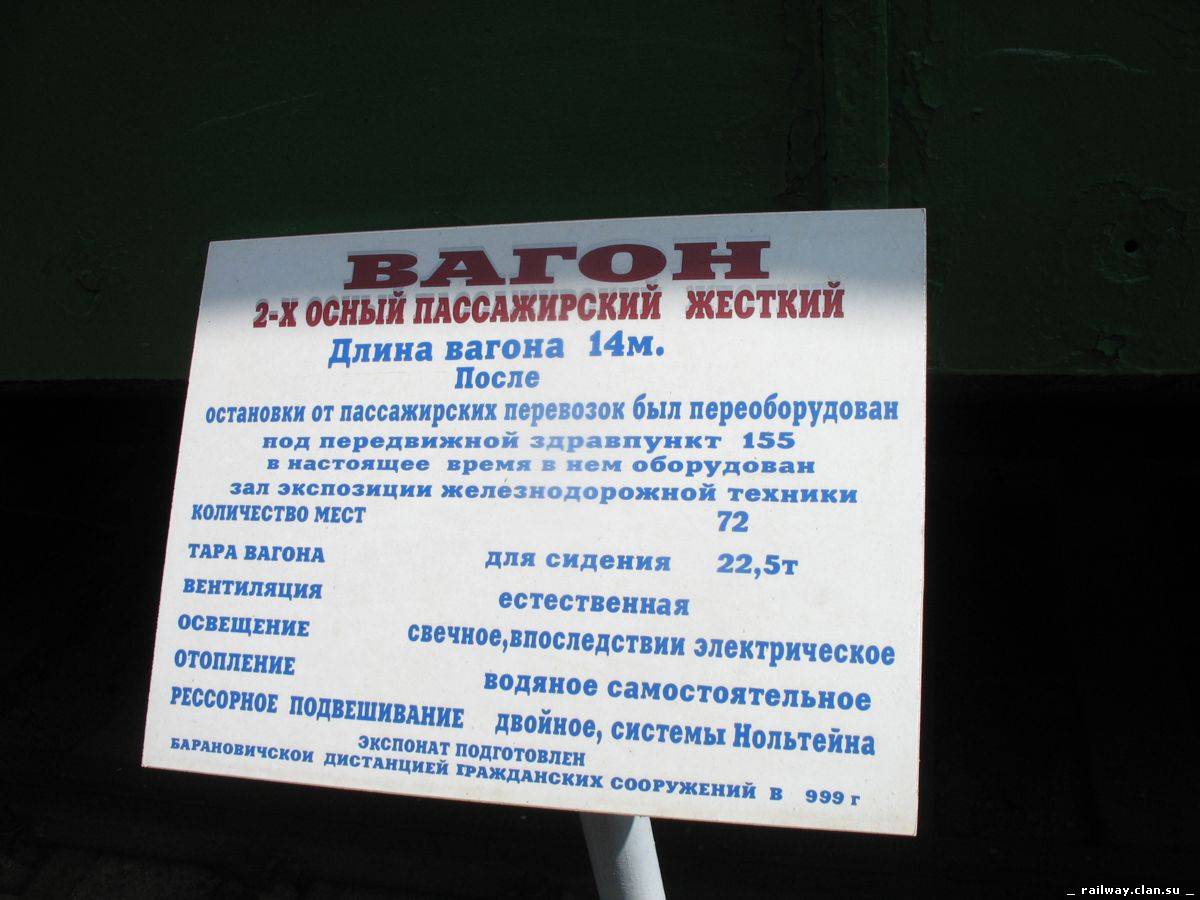 ВАГОН
2-Х ОСНЫЙ ПАССАЖИРСКИЙ ЖЕСТКИЙ
Длина вагона 14м.
После
остановки от пассажирских перевозок был переоборудован
под передвижной здравпункт 155
в настоящее время в нем оборудован
зал экспозиции железнодорожной техники
КОЛИЧЕСТВО МЕСТ 72
ТАРА ВАГОНА для сидения 22,5т
ВЕНТИЛЯЦИЯ естественная
ОСВЕЩЕНИЕ свечное,впоследствии электрическое
ОТОПЛЕНИЕ водяное самостоятельное
РЕССОРНОЕ ПОДВЕШИВАНИЕ двойное, системы Нольтейна
ЭКСПОНАТ ПОДГОТОВЛЕН
БАРАНОВИЧСКОИ ДИСТАНЦИЕЙ ГРАЖДАНСКИХ СООРУЖЕНИЙ В 999 г
_ railway.clan.su _